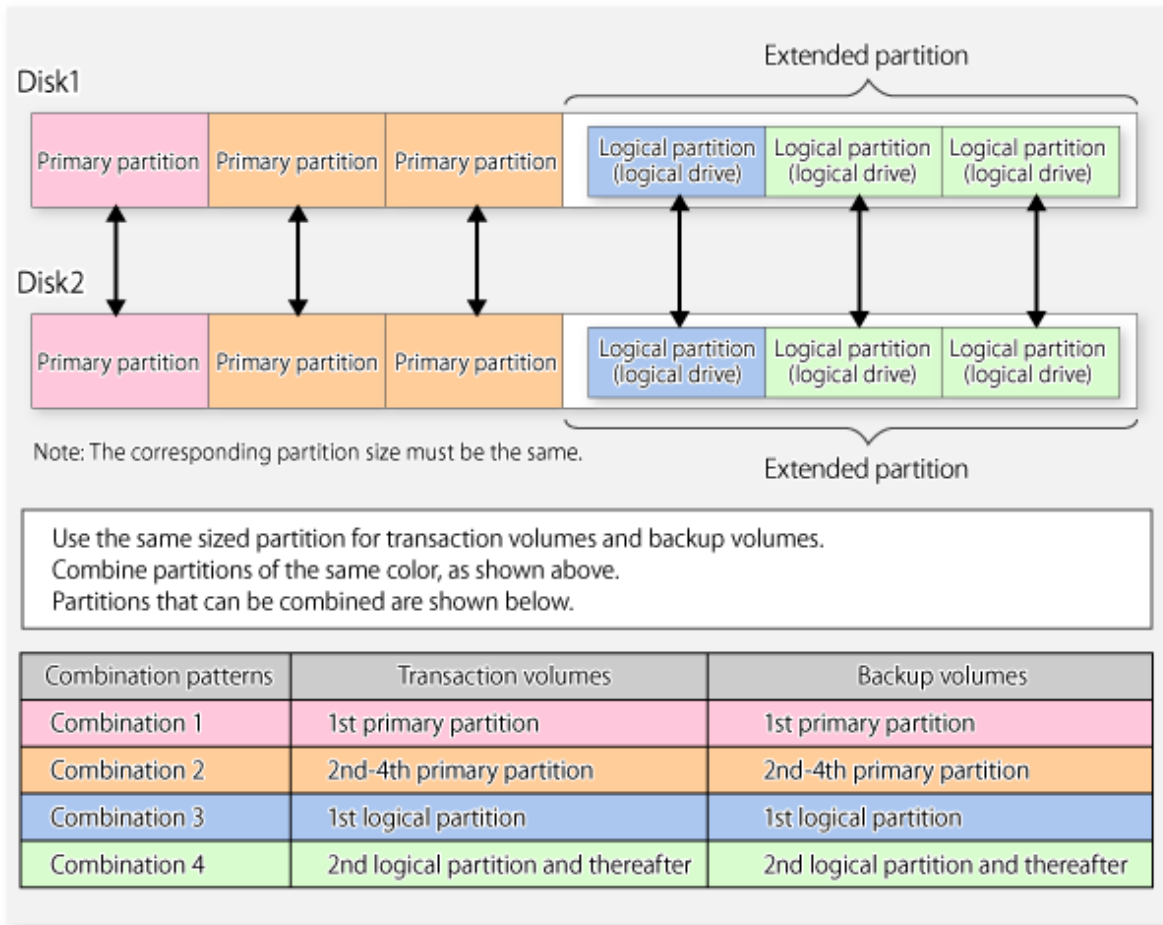 Extended partition
Disk1
Primary partition Primary partition Primary partition Logical partition (logical drive) Logical partition (logical drive) Logical partition (logical drive)
Disk2
Primary partition Primary partition Primary partition Logical partition (logical drive) Logical partition (logical drive) Logical partition (logical drive)
Note: The corresponding partition size must be the same.
Extended partition
Use the same sized partition for transaction volumes and backup volumes.
Combine partitions of the same color, as shown above.
Partitions that can be combined are shown below.
Combination patterns Transaction volumes Backup volumes
Combination 1 1st primary partition 1st primary partition
Combination 2 2nd-4th primary partition 2nd-4th primary partition
Combination 3 1st logical partition 1st logical partition
Combination 4 2nd logical partition and thereafter 2nd logical partition and thereafter